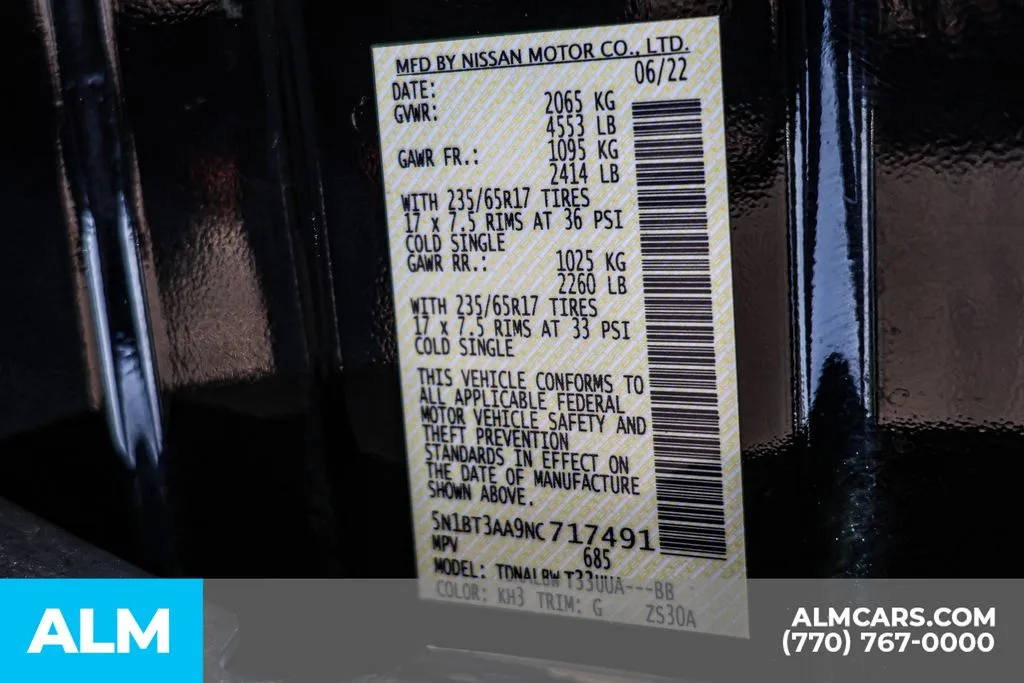 MFD BY NISSAN MOTOR CO., LTD.
DATE: 06/22
GVWR: 2065 KG
4553 LB
GAWR FR.: 1095 KG
2414 LB
WITH 235/65R17 TIRES
17 X 7.5 RIMS AT 36 PSI
COLD SINGLE
GAWR RR.: 1025 KG
2260 LB
WITH 235/65R17 TIRES
17 X 7.5 RIMS AT 33 PSI
COLD SINGLE
THIS VEHICLE CONFORMS TO
ALL APPLICABLE FEDERAL
MOTOR VEHICLE SAFETY AND
THEFT PREVENTION
STANDARDS IN EFFECT ON
THE DATE OF MANUFACTURE
SHOWN ABOVE.
5N1BT3AA9NC717491
MPV 685
MODEL: TDNALBW T33UUA---BB
COLOR: KH3 TRIM: G ZS30A
ALM
ALMCARS.COM
(770) 767-0000